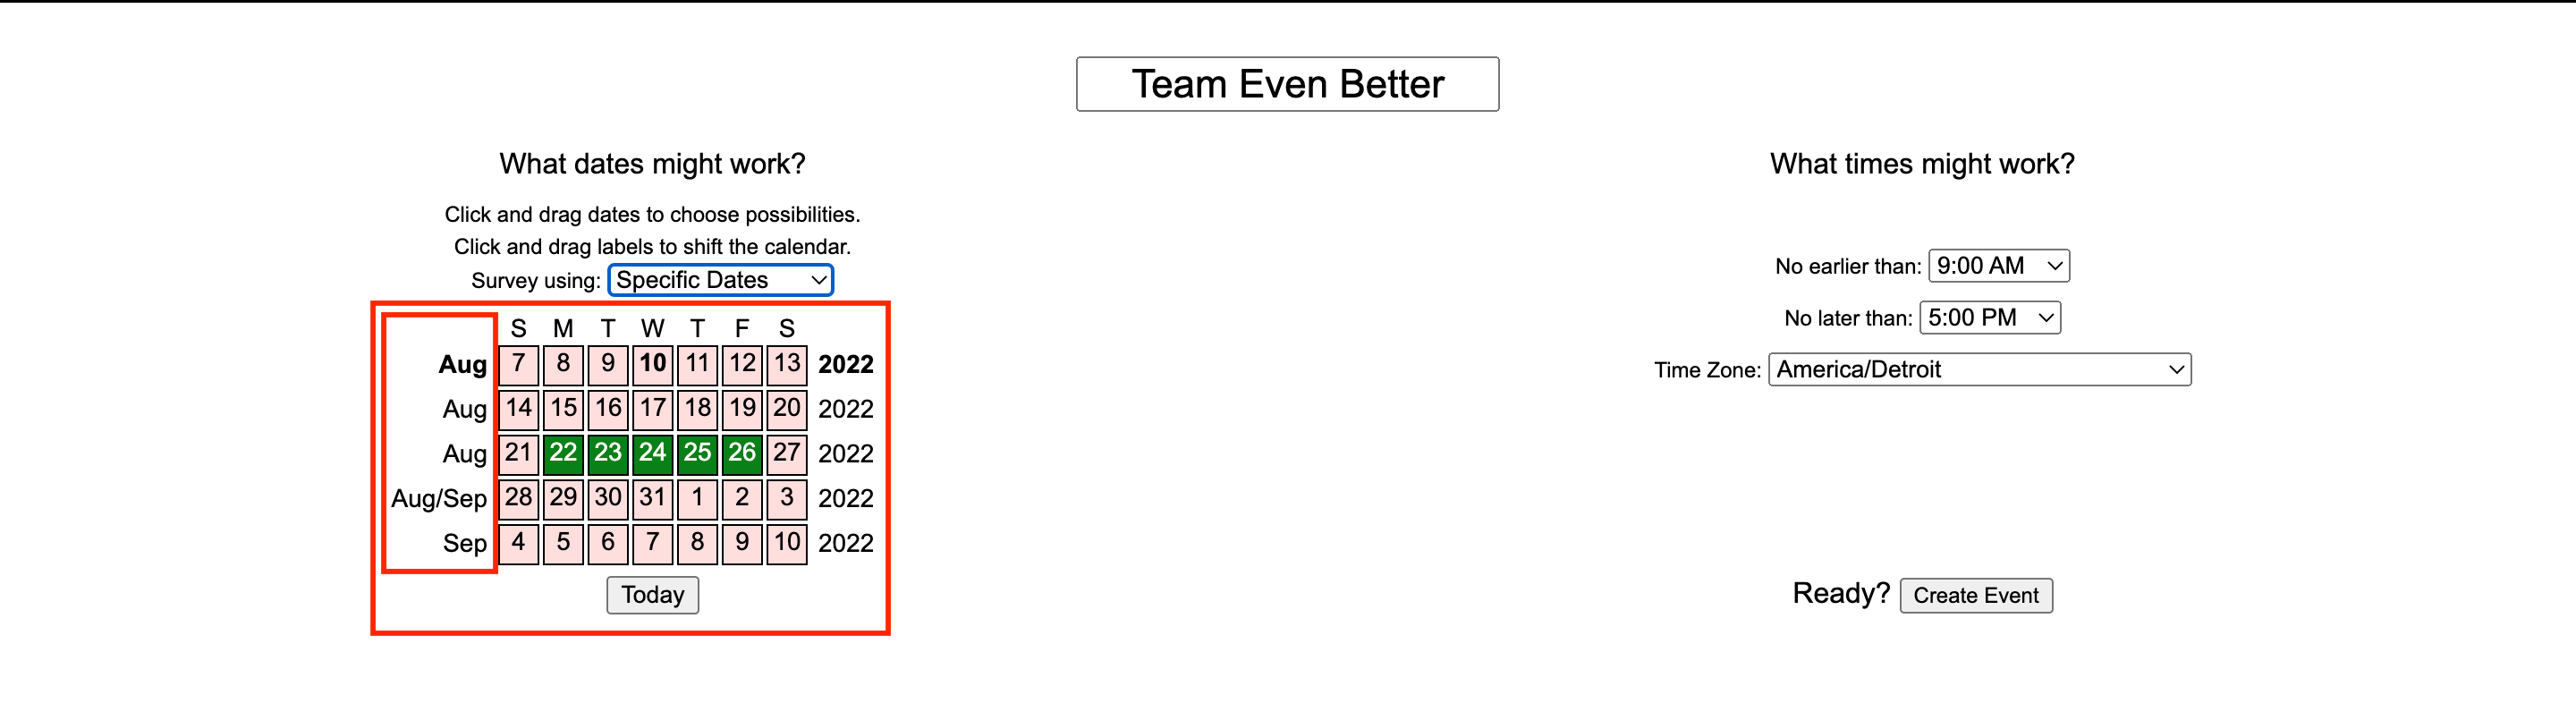 Team Even Better
What dates might work?
Click and drag dates to choose possibilities.
Click and drag labels to shift the calendar.
Survey using: Specific Dates
S M T W T F S
Aug 7 8 9 10 11 12 13 2022
Aug 14 15 16 17 18 19 20 2022
Aug 21 22 23 24 25 26 27 2022
Aug/Sep 28 29 30 31 1 2 3 2022
Sep 4 5 6 7 8 9 10 2022
Today
What times might work?
No earlier than: 9:00 AM
No later than: 5:00 PM
Time Zone: America/Detroit
Ready? Create Event